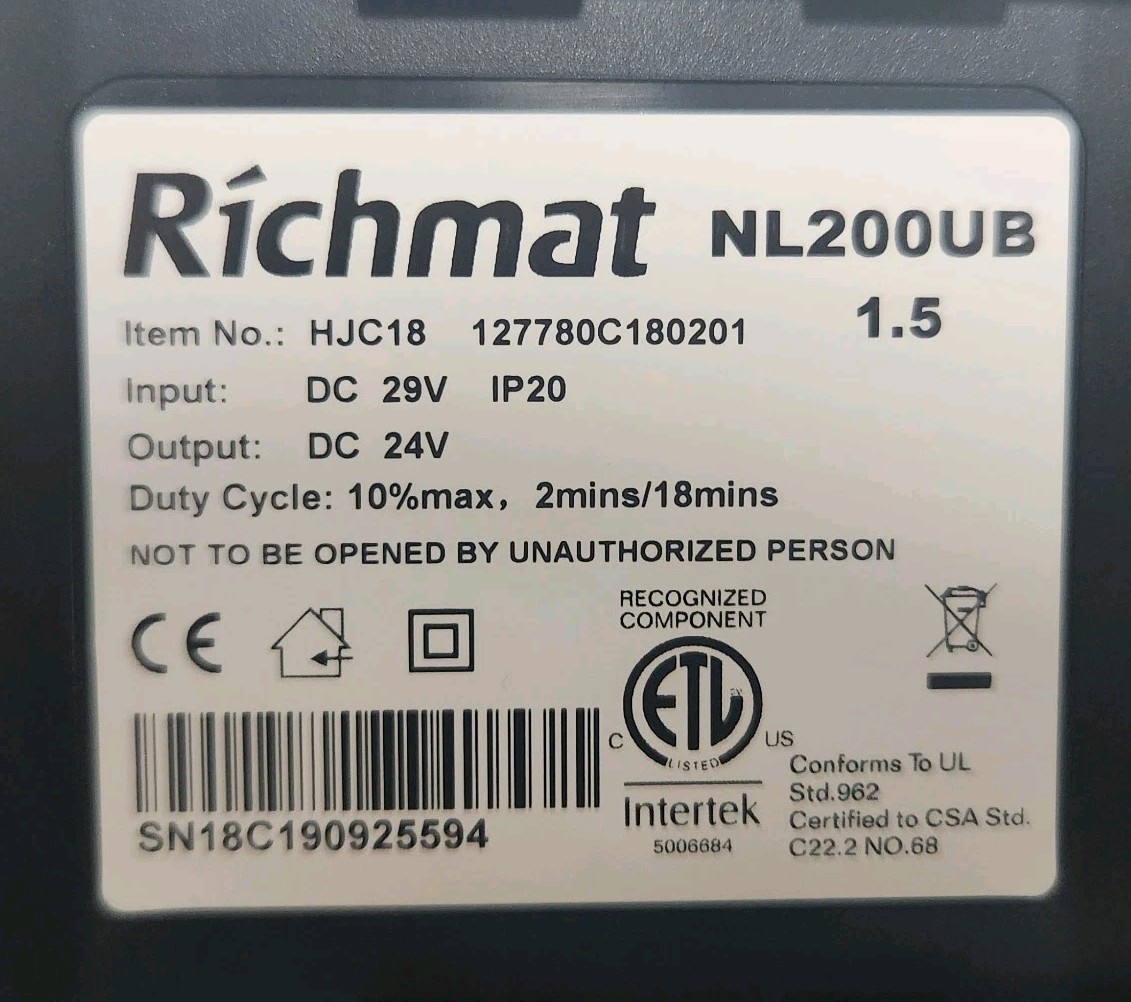 Richmat NL200UB
1.5
Item No.: HJC18 127780C180201
Input: DC 29V IP20
Output: DC 24V
Duty Cycle: 10%max, 2mins/18mins
NOT TO BE OPENED BY UNAUTHORIZED PERSON
CE
RECOGNIZED
COMPONENT
ETL
C US
LISTED
Intertek
5006684
Conforms To UL
Std.962
Certified to CSA Std.
C22.2 NO.68
SN18C190925594